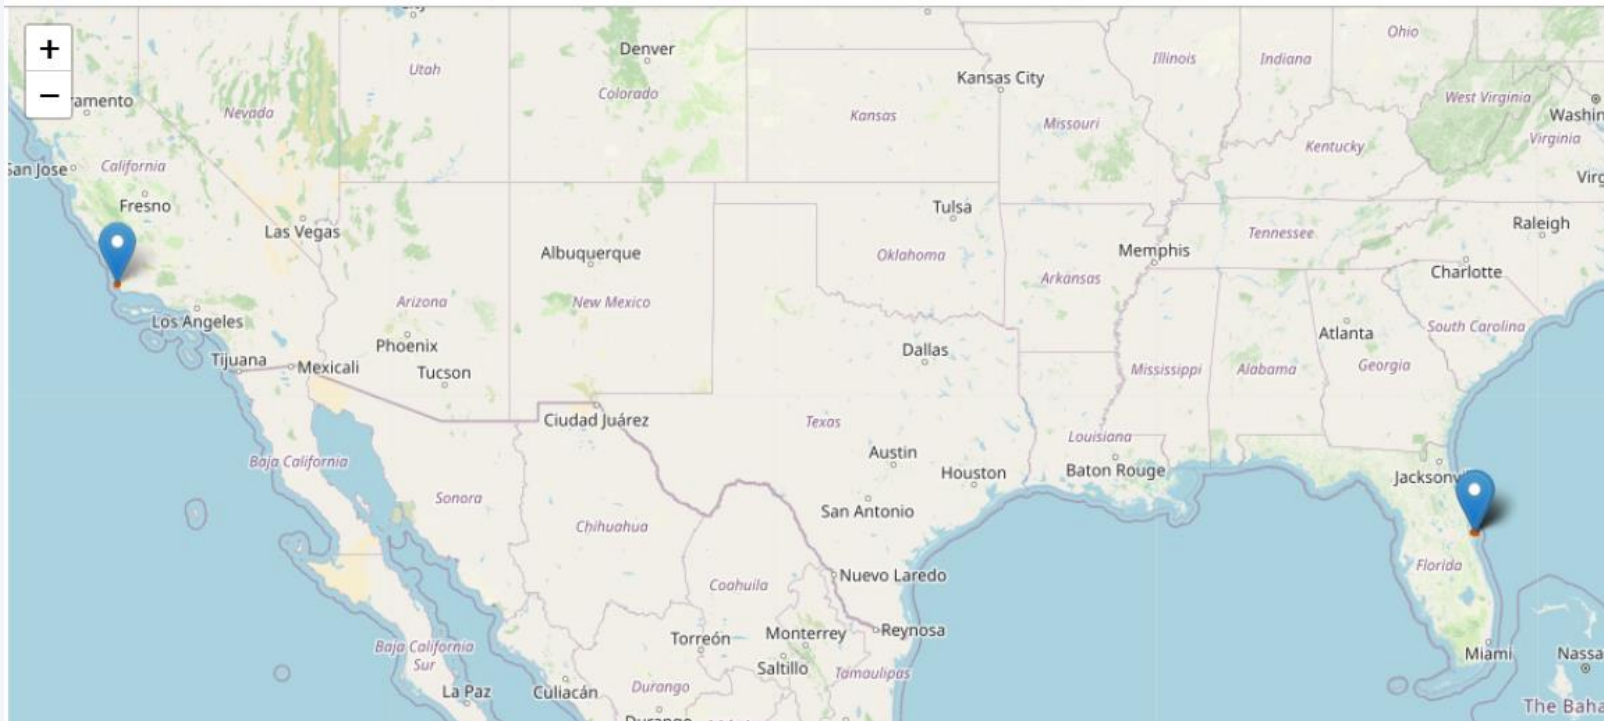 City
+
Denver
Ohio
Utah
Illinois
Indiana
Kansas City
−
ramento
Colorado
West Virginia
Nevada
Kansas
Washin
Missouri
Virginia
Kentucky
San Jose
California
Virg
Fresno
Tulsa
Las Vegas
Raleigh
Tennessee
Albuquerque
Memphis
Oklahoma
Charlotte
Arkansas
Arizona
New Mexico
Los Angeles
South Carolina
Atlanta
Phoenix
Dallas
Tijuana
Mexicali
Tucson
Mississippi
Alabama
Georgia
Ciudad Juárez
Texas
Louisiana
Austin
Baja California
Houston
Baton Rouge
Jacksonvi
Sonora
San Antonio
Chihuahua
Florida
Nuevo Laredo
Coahuila
Torreón
Monterrey
Reynosa
Baja California
Sur
Miami
Nassa
Saltillo
Tamaulipas
La Paz
Culiacán
Durango
The Baha
Durango